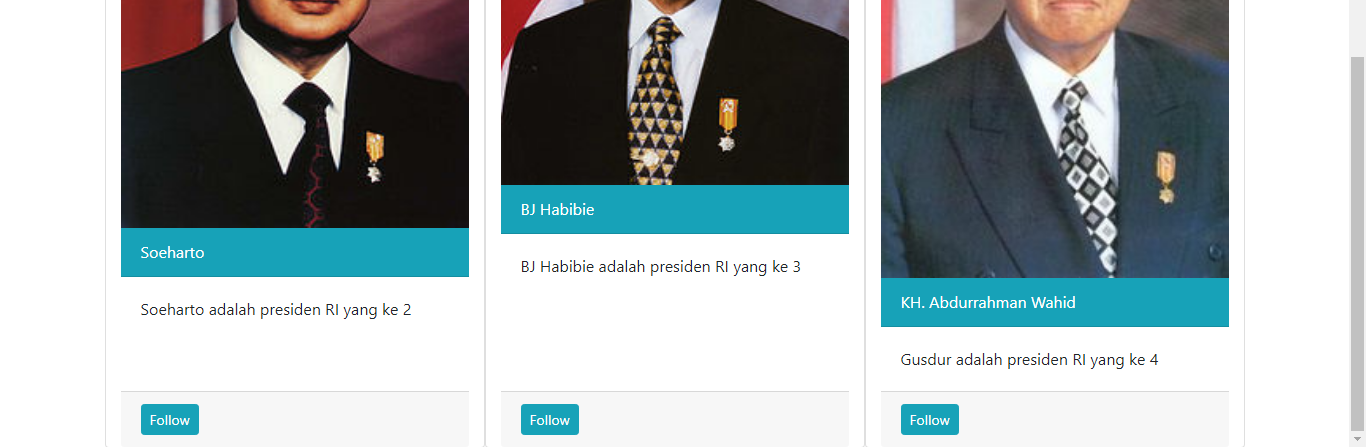 Soeharto
Soeharto adalah presiden RI yang ke 2
Follow
BJ Habibie
BJ Habibie adalah presiden RI yang ke 3
Follow
KH. Abdurrahman Wahid
Gusdur adalah presiden RI yang ke 4
Follow